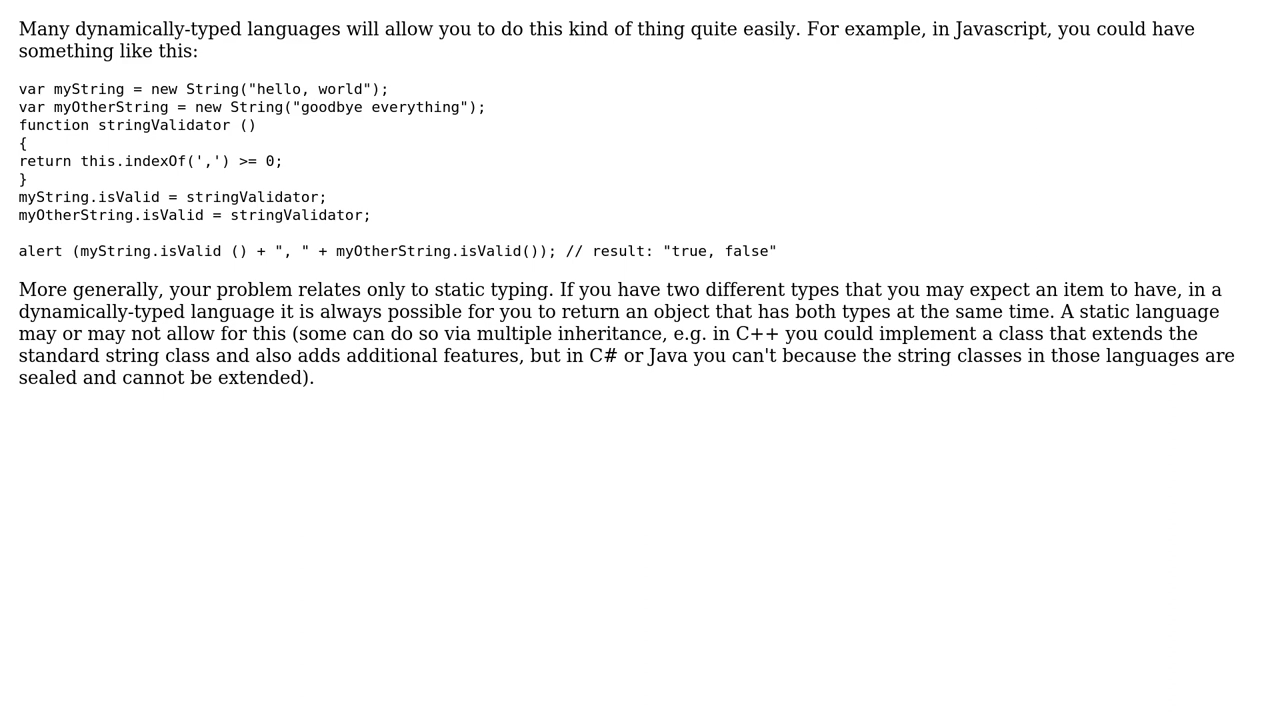 Many dynamically-typed languages will allow you to do this kind of thing quite easily. For example, in Javascript, you could have
something like this:
var myString = new String("hello, world");
var myOtherString = new String("goodbye everything");
function stringValidator ()
{
return this.indexOf(',') >= 0;
}
myString.isValid = stringValidator;
myOtherString.isValid = stringValidator;
alert (myString.isValid () + ", " + myOtherString.isValid()); // result: "true, false"
More generally, your problem relates only to static typing. If you have two different types that you may expect an item to have, in a
dynamically-typed language it is always possible for you to return an object that has both types at the same time. A static language
may or may not allow for this (some can do so via multiple inheritance, e.g. in C++ you could implement a class that extends the
standard string class and also adds additional features, but in C# or Java you can't because the string classes in those languages are
sealed and cannot be extended).